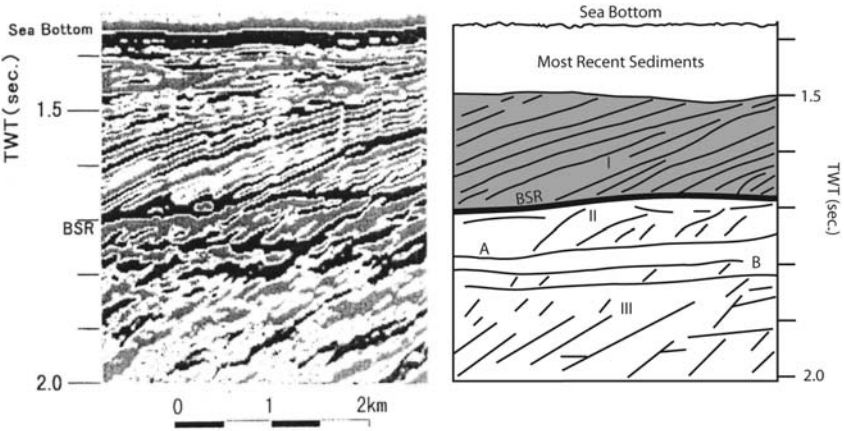 Sea Bottom
TWT (sec.)
1.5
BSR
2.0
0 1 2km
Sea Bottom
Most Recent Sediments
1.5
I
BSR
II
A
B
III
TWT (sec.)
2.0